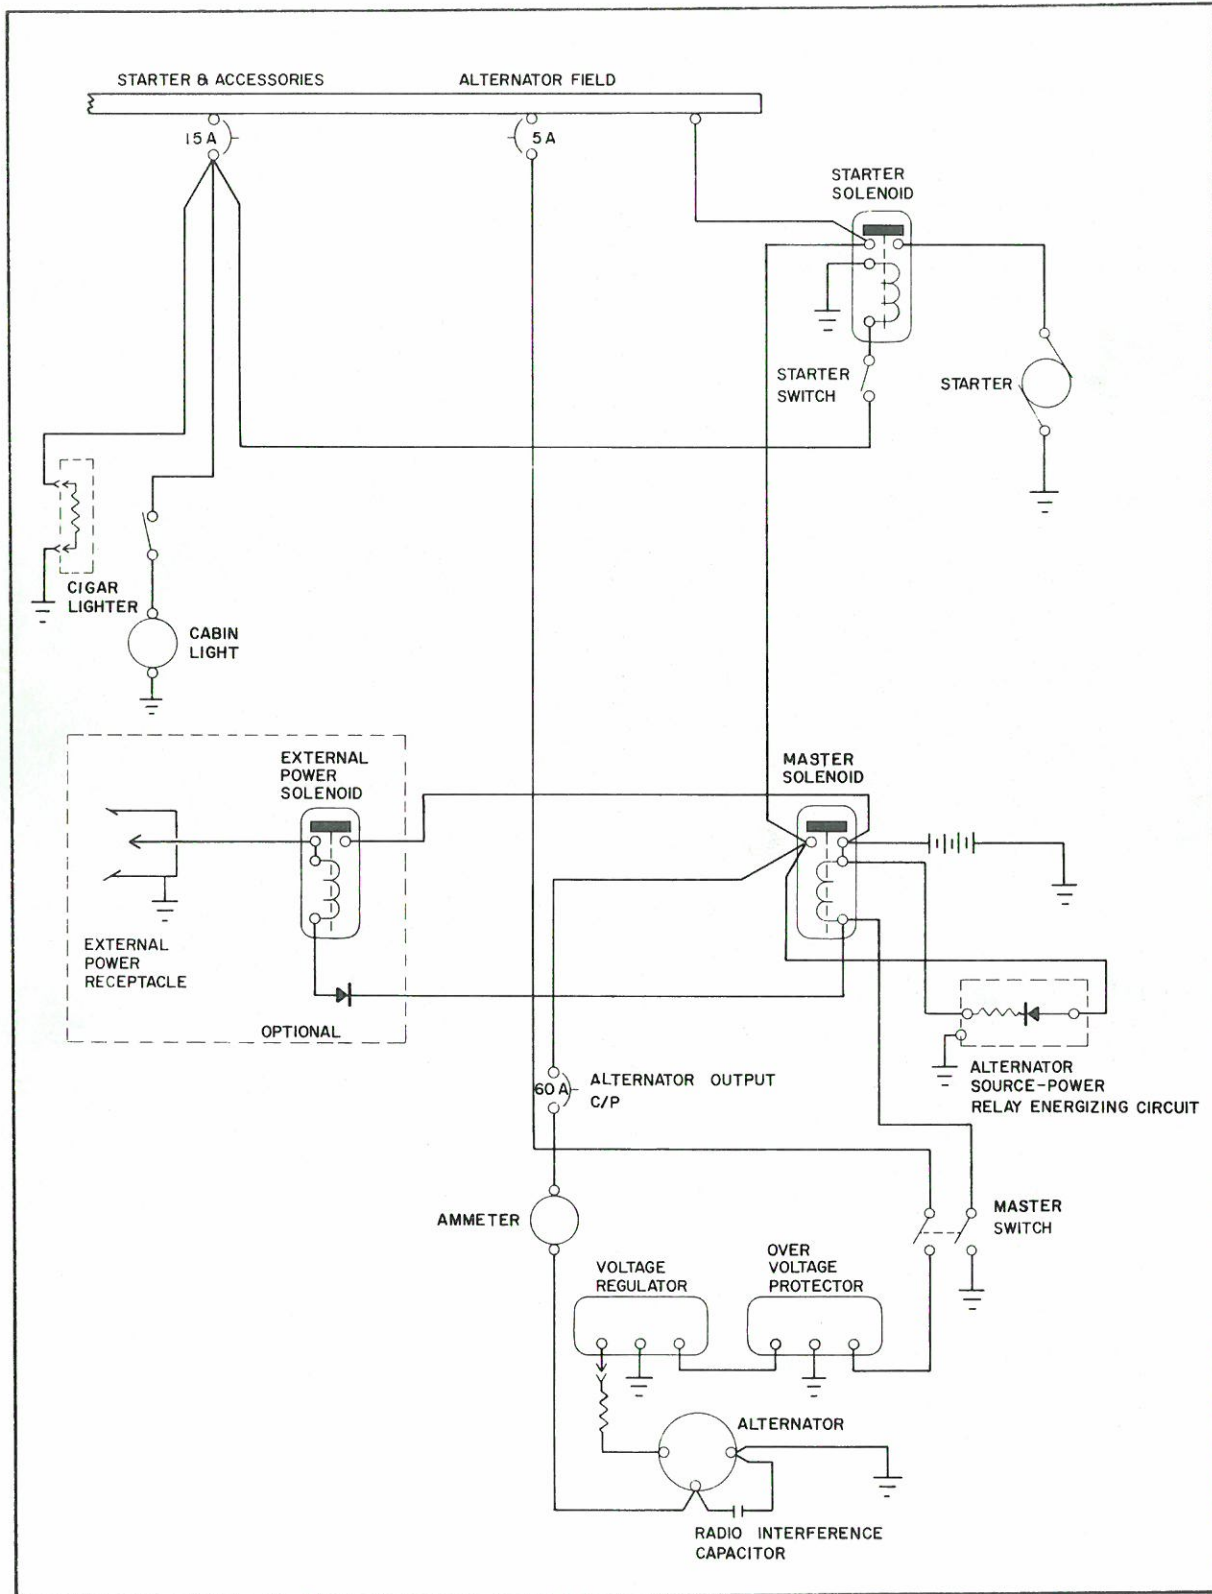 STARTER & ACCESSORIES
ALTERNATOR FIELD
15 A
5 A
STARTER
SOLENOID
STARTER
SWITCH
STARTER
CIGAR
LIGHTER
CABIN
LIGHT
EXTERNAL
POWER
SOLENOID
MASTER
SOLENOID
EXTERNAL
POWER
RECEPTACLE
OPTIONAL
ALTERNATOR
SOURCE-POWER
RELAY ENERGIZING CIRCUIT
60 A
ALTERNATOR OUTPUT
C/P
AMMETER
MASTER
SWITCH
VOLTAGE
REGULATOR
OVER
VOLTAGE
PROTECTOR
ALTERNATOR
RADIO INTERFERENCE
CAPACITOR